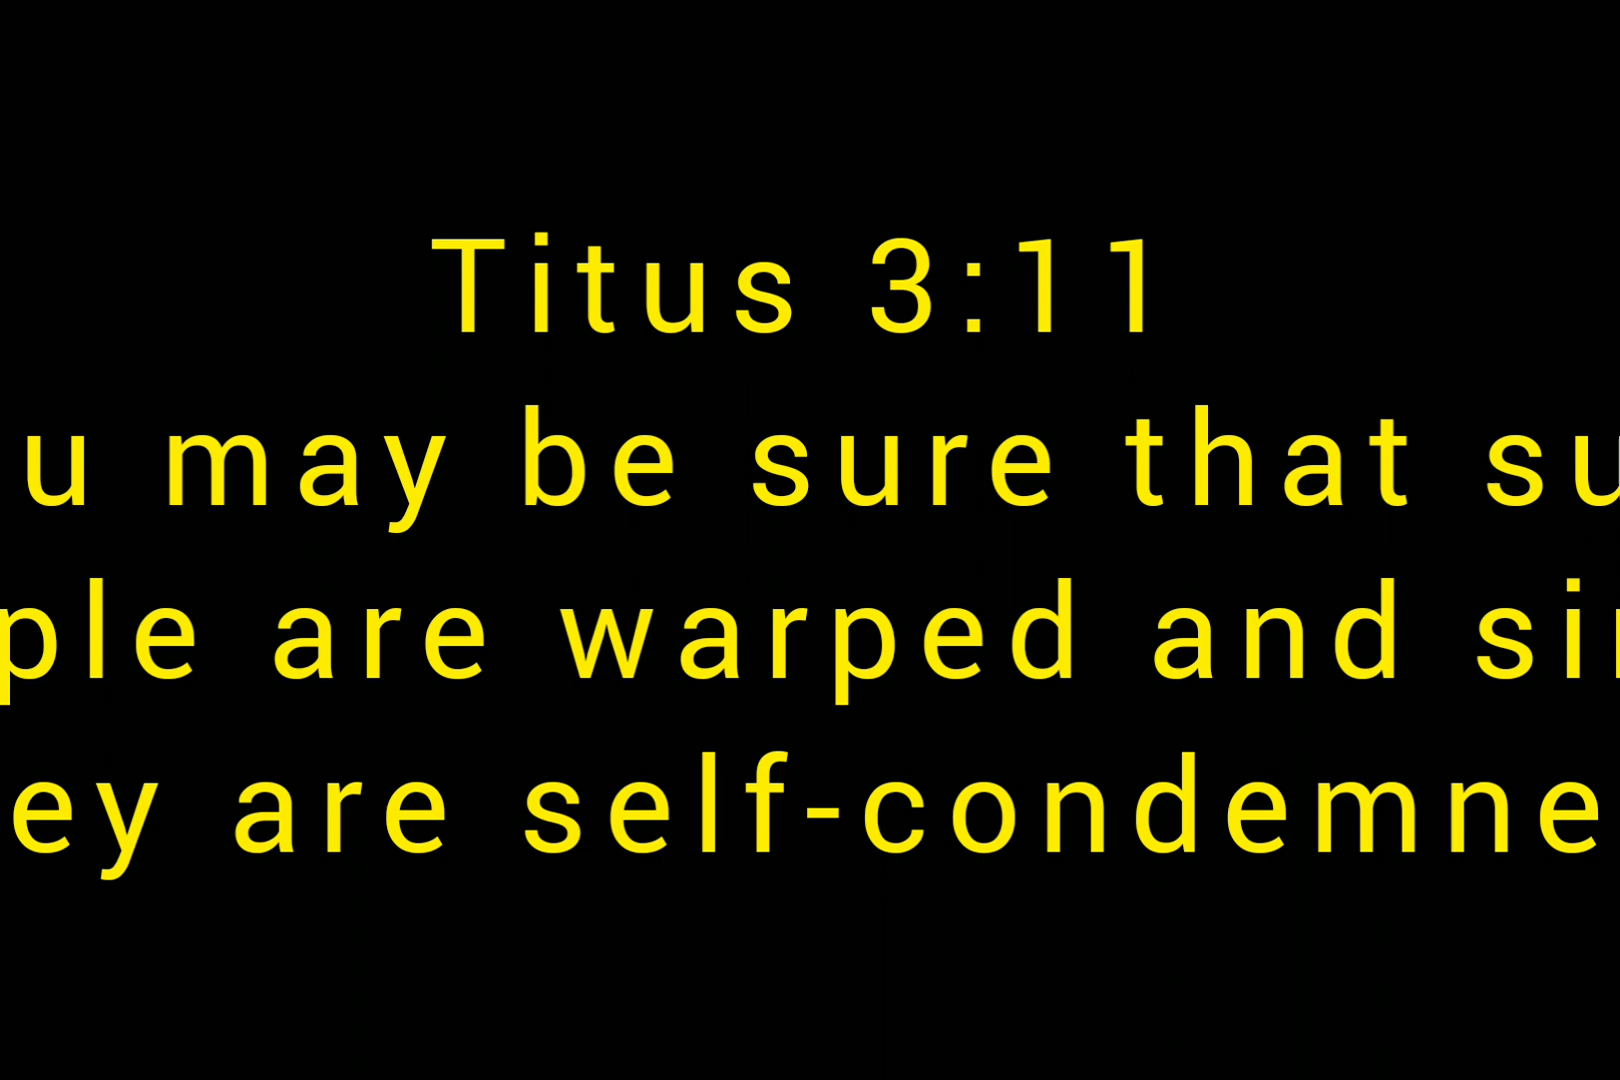 Titus 3:11
u may be sure that su
ple are warped and si
ey are self-condemne